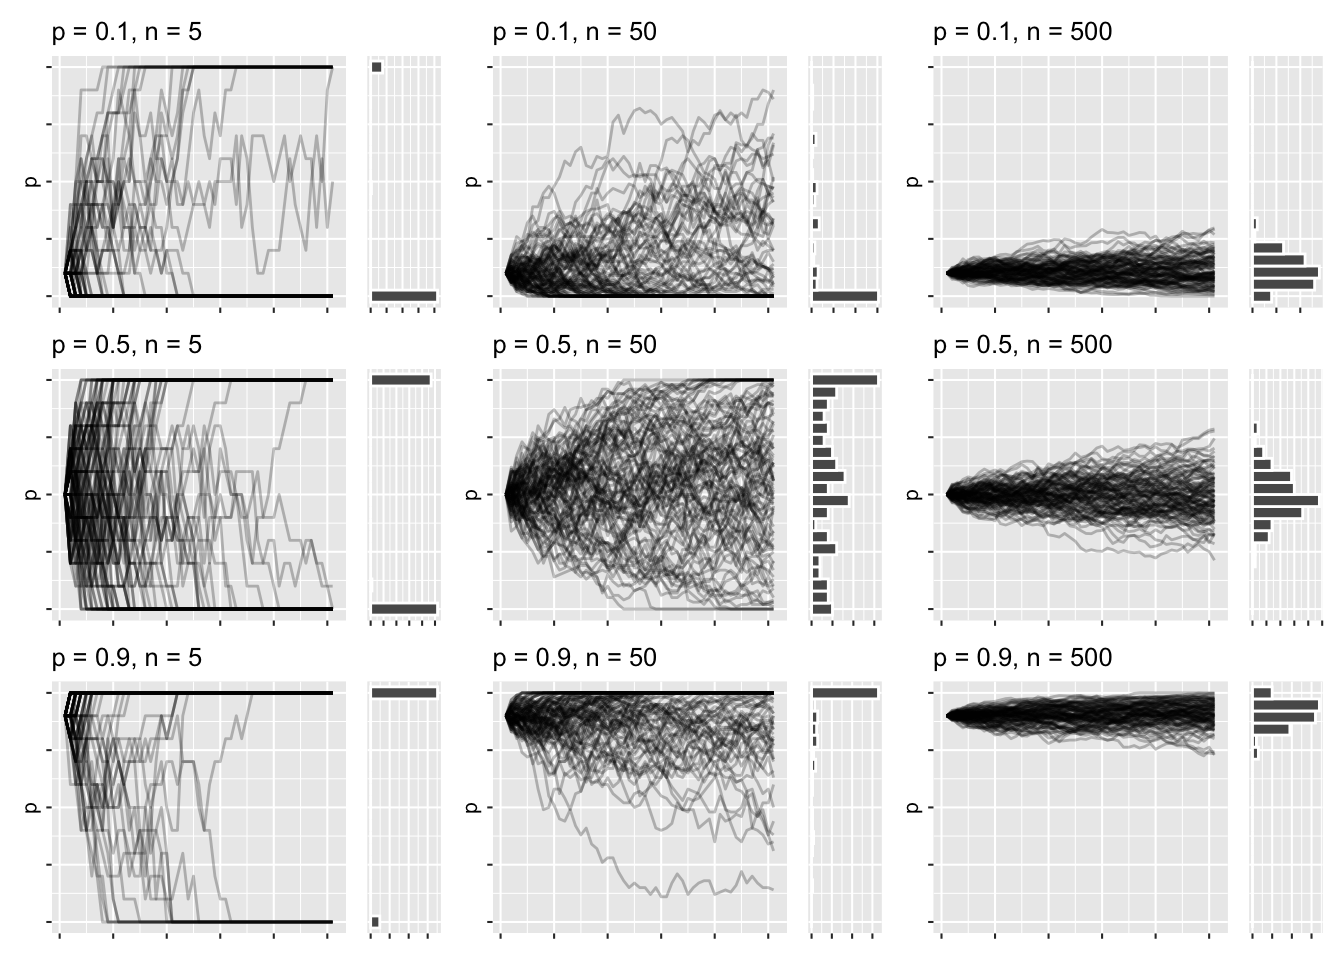 p = 0.1, n = 5
p = 0.1, n = 50
p = 0.1, n = 500
p
p
p
p = 0.5, n = 5
p = 0.5, n = 50
p = 0.5, n = 500
p
p
p
p = 0.9, n = 5
p = 0.9, n = 50
p = 0.9, n = 500
p
p
p